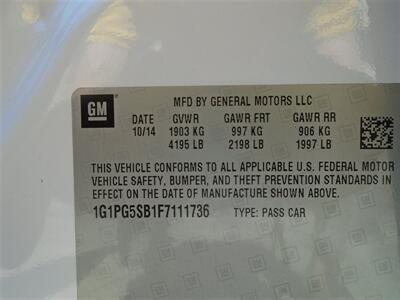 GM
MFD BY GENERAL MOTORS LLC
DATE GVWR GAWR FRT GAWR RR
10/14 1903 KG 997 KG 906 KG
4195 LB 2198 LB 1997 LB
THIS VEHICLE CONFORMS TO ALL APPLICABLE U.S. FEDERAL MOTOR
VEHICLE SAFETY, BUMPER, AND THEFT PREVENTION STANDARDS IN
EFFECT ON THE DATE OF MANUFACTURE SHOWN ABOVE.
1G1PG5SB1F7111736 TYPE: PASS CAR